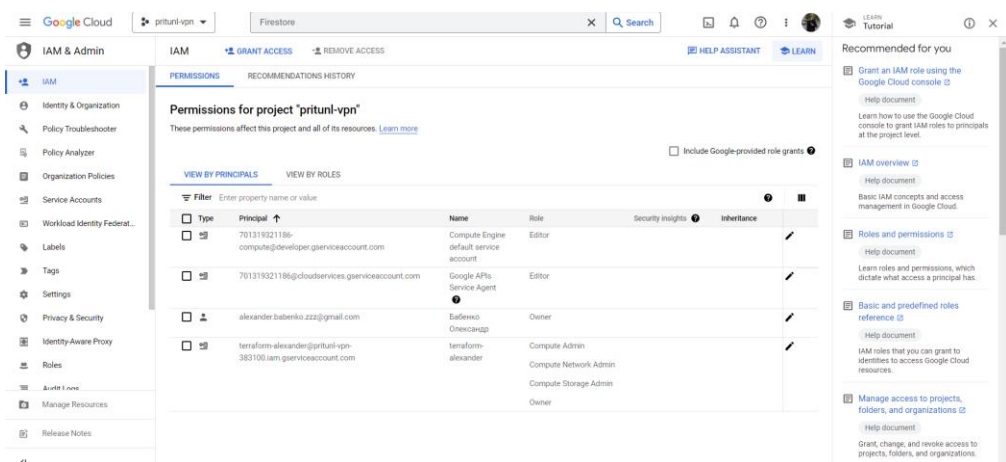 Google Cloud
pritunl-vpn
Firestore
Search
LEARN
Tutorial
IAM & Admin
IAM
GRANT ACCESS
REMOVE ACCESS
HELP ASSISTANT
LEARN
PERMISSIONS
RECOMMENDATIONS HISTORY
IAM
Identity & Organization
Policy Troubleshooter
Policy Analyzer
Organization Policies
Service Accounts
Workload Identity Federat...
Labels
Tags
Settings
Privacy & Security
Identity-Aware Proxy
Roles
Audit Logs
Manage Resources
Release Notes
Permissions for project "pritunl-vpn"
These permissions affect this project and all of its resources. Learn more
Include Google-provided role grants
VIEW BY PRINCIPALS
VIEW BY ROLES
Filter Enter property name or value
Type Principal Name Role Security insights Inheritance
701319321186-
compute@developer.gserviceaccount.com
Compute Engine
default service
account
Editor
701319321186@cloudservices.gserviceaccount.com
Google APIs
Service Agent
Editor
alexander.babenko.zzz@gmail.com
Бабенко
Олександр
Owner
terraform-alexander@pritunl-vpn-
383100.iam.gserviceaccount.com
terraform-
alexander
Compute Admin
Compute Network Admin
Compute Storage Admin
Owner
Recommended for you
Grant an IAM role using the
Google Cloud console
Help document
Learn how to use the Google Cloud
console to grant IAM roles to principals
at the project level.
IAM overview
Help document
Basic IAM concepts and access
management in Google Cloud.
Roles and permissions
Help document
Learn roles and permissions, which
dictate what access a principal has.
Basic and predefined roles
reference
Help document
IAM roles that you can grant to
identities to access Google Cloud
resources.
Manage access to projects,
folders, and organizations
Help document
Grant, change, and revoke access to
projects, folders, and organizations.